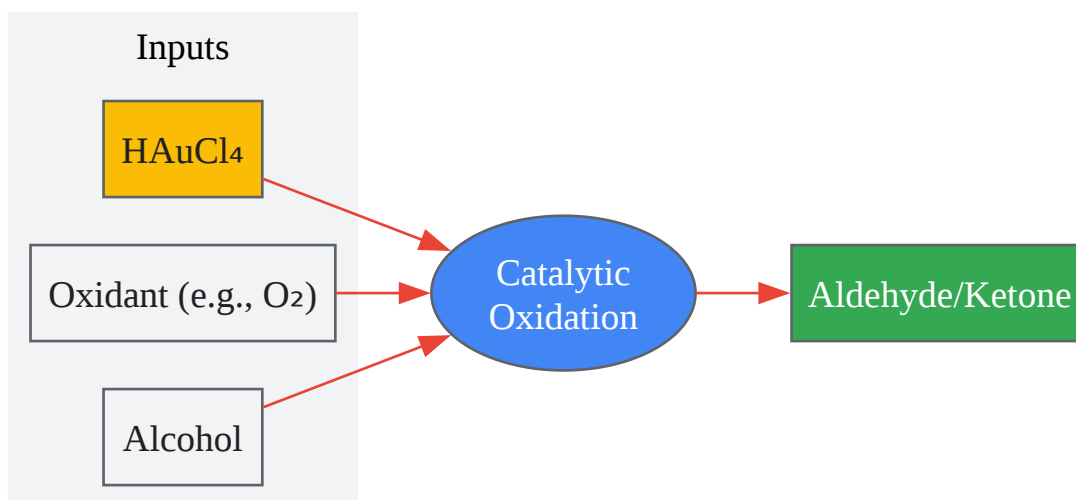 Inputs
HAuCl₄
Oxidant (e.g., O₂)
Alcohol
Catalytic
Oxidation
Aldehyde/Ketone